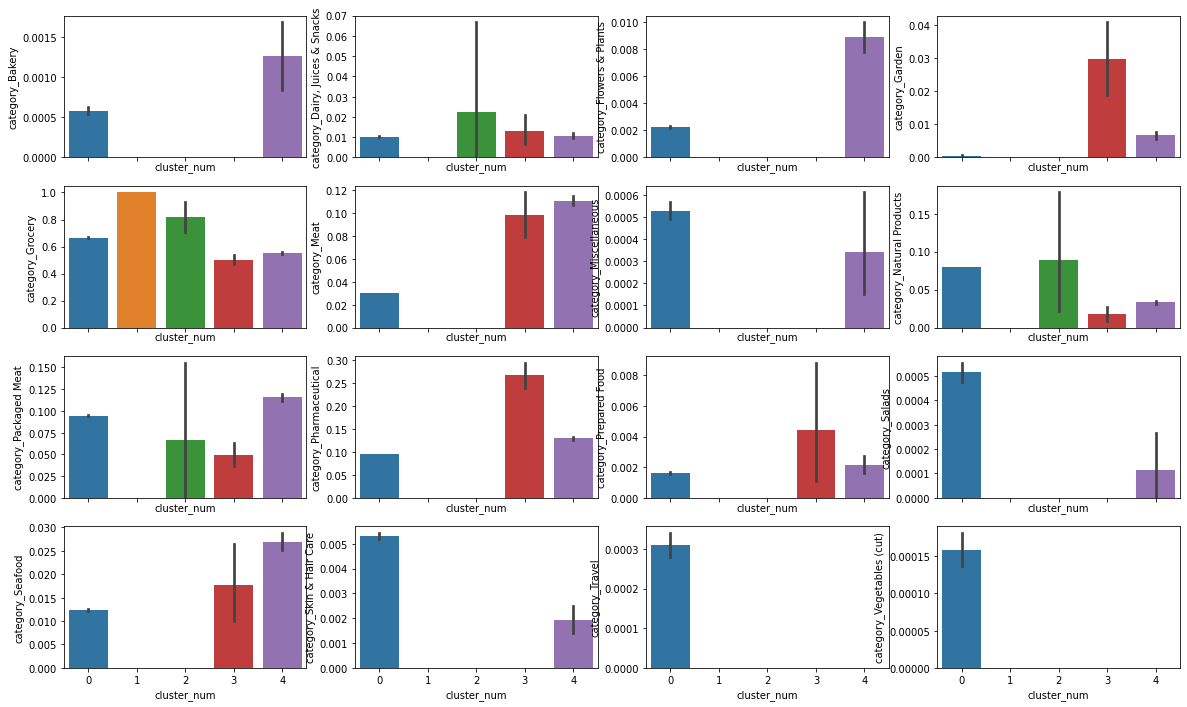 category_Bakery
0.0015
0.0010
0.0005
0.0000
cluster_num
category_Dairy, Juices & Snacks
0.07
0.06
0.05
0.04
0.03
0.02
0.01
0.00
cluster_num
category_Flowers & Plants
0.010
0.008
0.006
0.004
0.002
0.000
cluster_num
category_Garden
0.04
0.03
0.02
0.01
0.00
cluster_num
category_Grocery
1.0
0.8
0.6
0.4
0.2
0.0
cluster_num
category_Meat
0.12
0.10
0.08
0.06
0.04
0.02
0.00
cluster_num
category_Miscellaneous
0.0006
0.0005
0.0004
0.0003
0.0002
0.0001
0.0000
cluster_num
category_Natural Products
0.15
0.10
0.05
0.00
cluster_num
category_Packaged Meat
0.150
0.125
0.100
0.075
0.050
0.025
0.000
cluster_num
category_Pharmaceutical
0.30
0.25
0.20
0.15
0.10
0.05
0.00
cluster_num
category_Prepared Food
0.008
0.006
0.004
0.002
0.000
cluster_num
category_Salads
0.0005
0.0004
0.0003
0.0002
0.0001
0.0000
cluster_num
category_Seafood
0.030
0.025
0.020
0.015
0.010
0.005
0.000
0 1 2 3 4
cluster_num
category_Skin & Hair Care
0.005
0.004
0.003
0.002
0.001
0.000
0 1 2 3 4
cluster_num
category_Travel
0.0003
0.0002
0.0001
0.0000
0 1 2 3 4
cluster_num
category_Vegetables (cut)
0.00015
0.00010
0.00005
0.00000
0 1 2 3 4
cluster_num